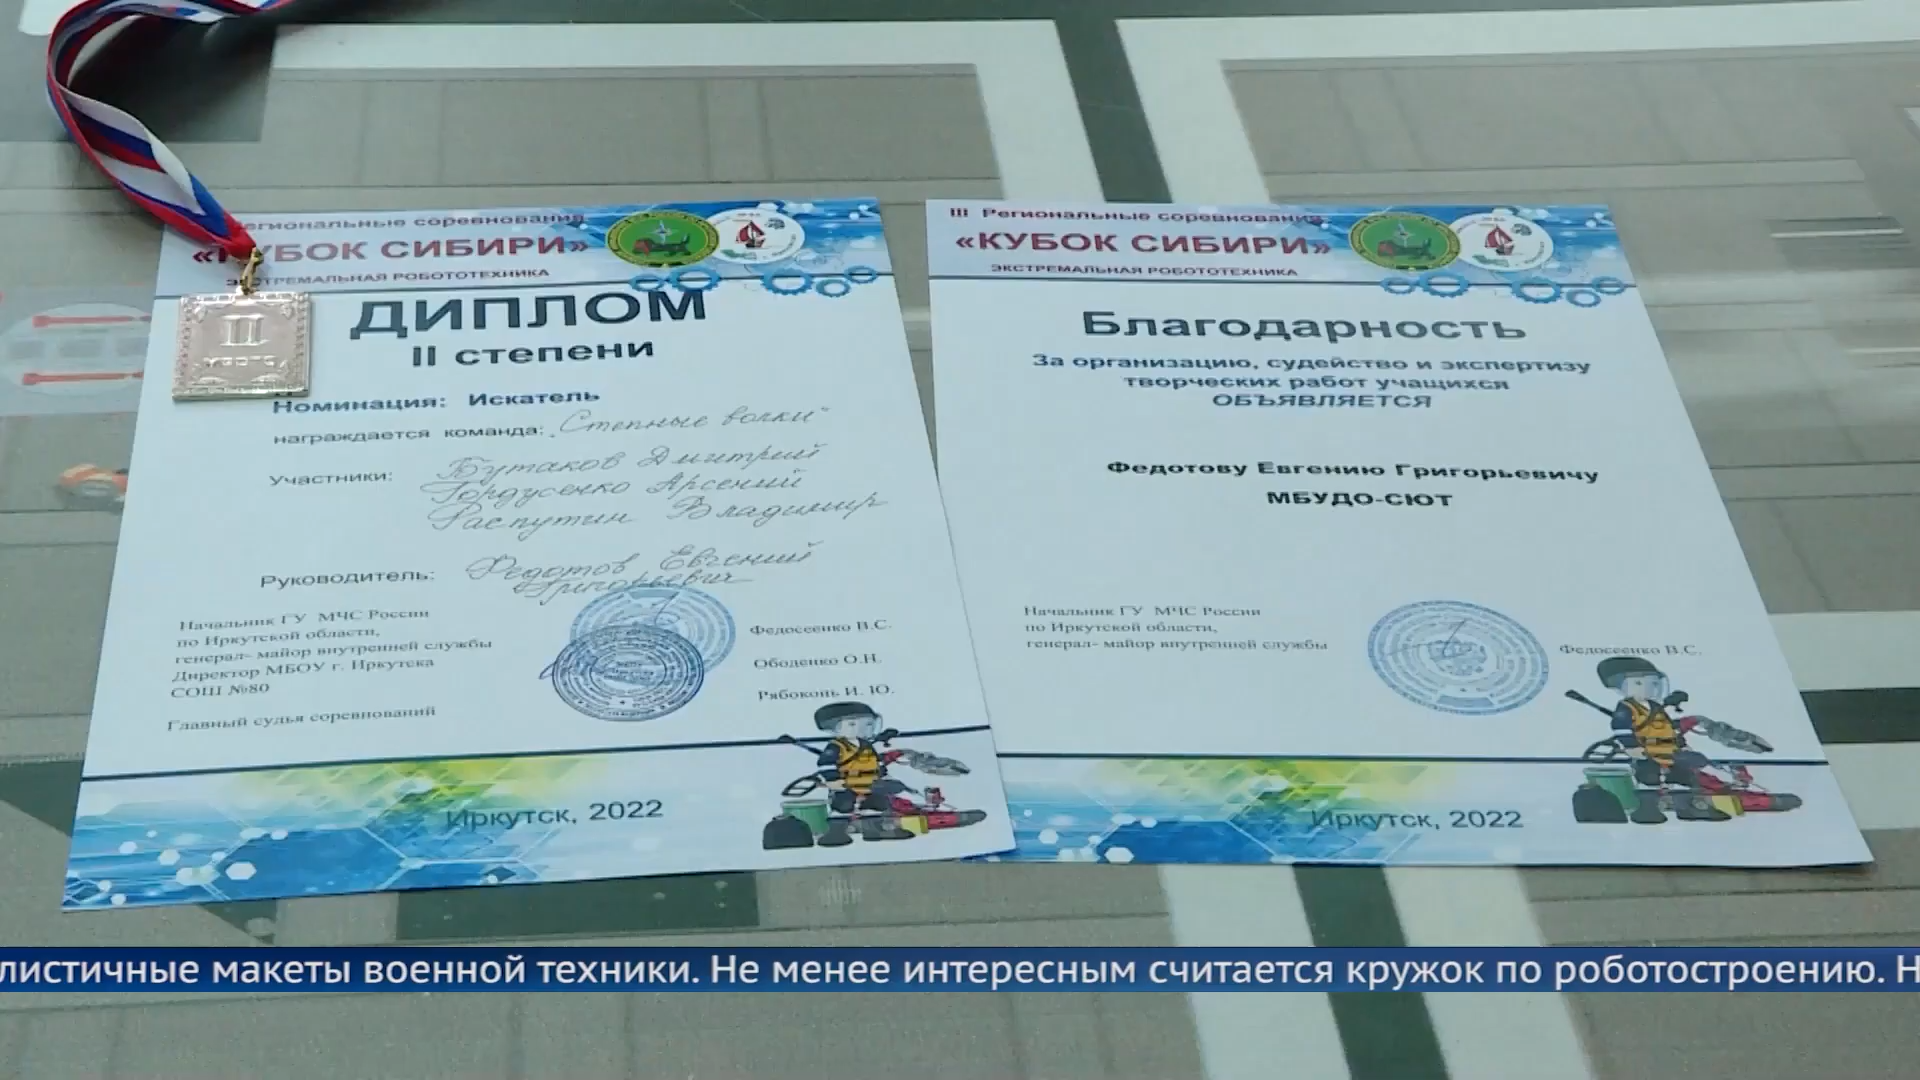 Региональные соревнования
«КУБОК СИБИРИ»
ЭКСТРЕМАЛЬНАЯ РОБОТОТЕХНИКА
II
МЕСТО
ДИПЛОМ
II степени
Номинация: Искатель
награждается команда: „Степные волки“
Участники: Бутаков Дмитрий
Гордусенко Арсений
Распутин Владимир
Руководитель: Федотов Евгений
Григорьевич
Начальник ГУ МЧС России
по Иркутской области,
генерал- майор внутренней службы
Федосеенко В.С.
Директор МБОУ г. Иркутска
СОШ №80
Ободенко О.Н.
Главный судья соревнований
Рябоконь И. Ю.
Иркутск, 2022
III Региональные соревнования
«КУБОК СИБИРИ»
ЭКСТРЕМАЛЬНАЯ РОБОТОТЕХНИКА
Благодарность
За организацию, судейство и экспертизу
творческих работ учащихся
ОБЪЯВЛЯЕТСЯ
Федотову Евгению Григорьевичу
МБУДО-СЮТ
Начальник ГУ МЧС России
по Иркутской области,
генерал- майор внутренней службы
Федосеенко В.С.
Иркутск, 2022
листичные макеты военной техники. Не менее интересным считается кружок по роботостроению. Н